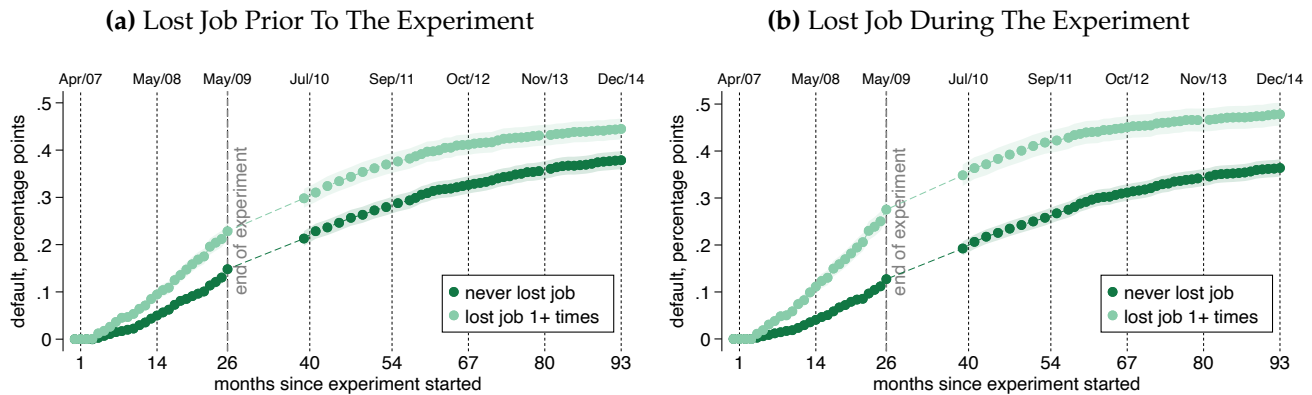 (a) Lost Job Prior To The Experiment
Apr/07 May/08 May/09 Jul/10 Sep/11 Oct/12 Nov/13 Dec/14
default, percentage points
.5
.4
.3
.2
.1
0
end of experiment
never lost job
lost job 1+ times
1 14 26 40 54 67 80 93
months since experiment started
(b) Lost Job During The Experiment
Apr/07 May/08 May/09 Jul/10 Sep/11 Oct/12 Nov/13 Dec/14
default, percentage points
.5
.4
.3
.2
.1
0
end of experiment
never lost job
lost job 1+ times
1 14 26 40 54 67 80 93
months since experiment started